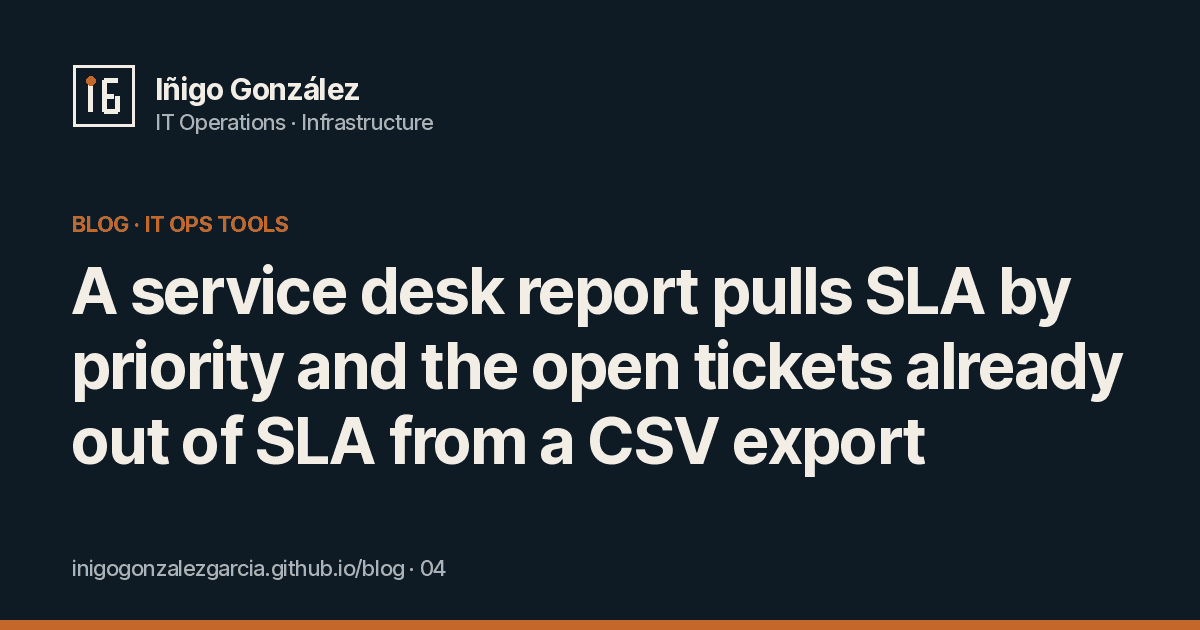 iG
Iñigo González
IT Operations · Infrastructure
BLOG · IT OPS TOOLS
A service desk report pulls SLA by
priority and the open tickets already
out of SLA from a CSV export
inigogonzalezgarcia.github.io/blog · 04